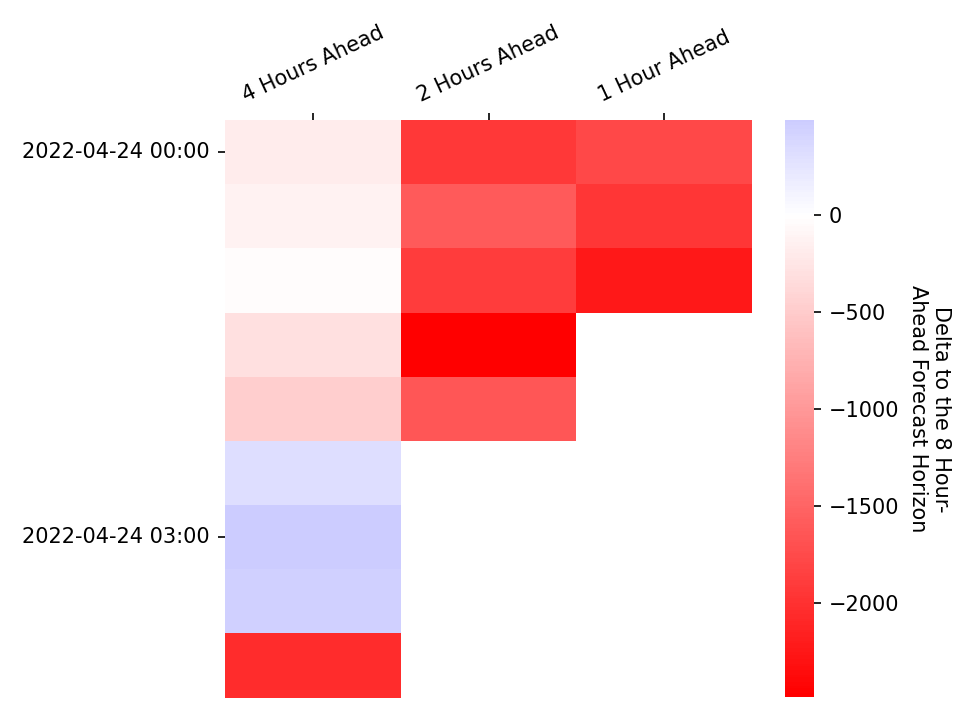 4 Hours Ahead
2 Hours Ahead
1 Hour Ahead
2022-04-24 00:00
2022-04-24 03:00
0
−500
−1000
−1500
−2000
Delta to the 8 Hour-
Ahead Forecast Horizon